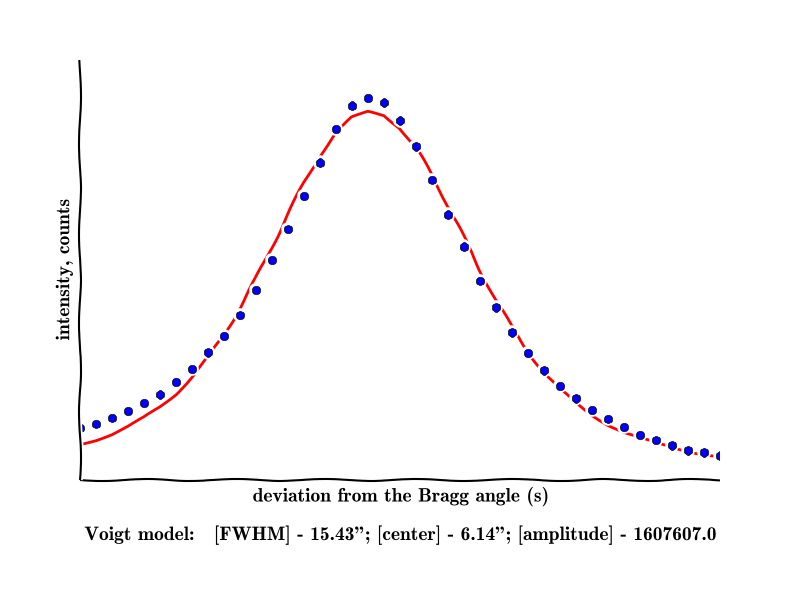 intensity, counts
deviation from the Bragg angle (s)
Voigt model: [FWHM] - 15.43”; [center] - 6.14”; [amplitude] - 1607607.0